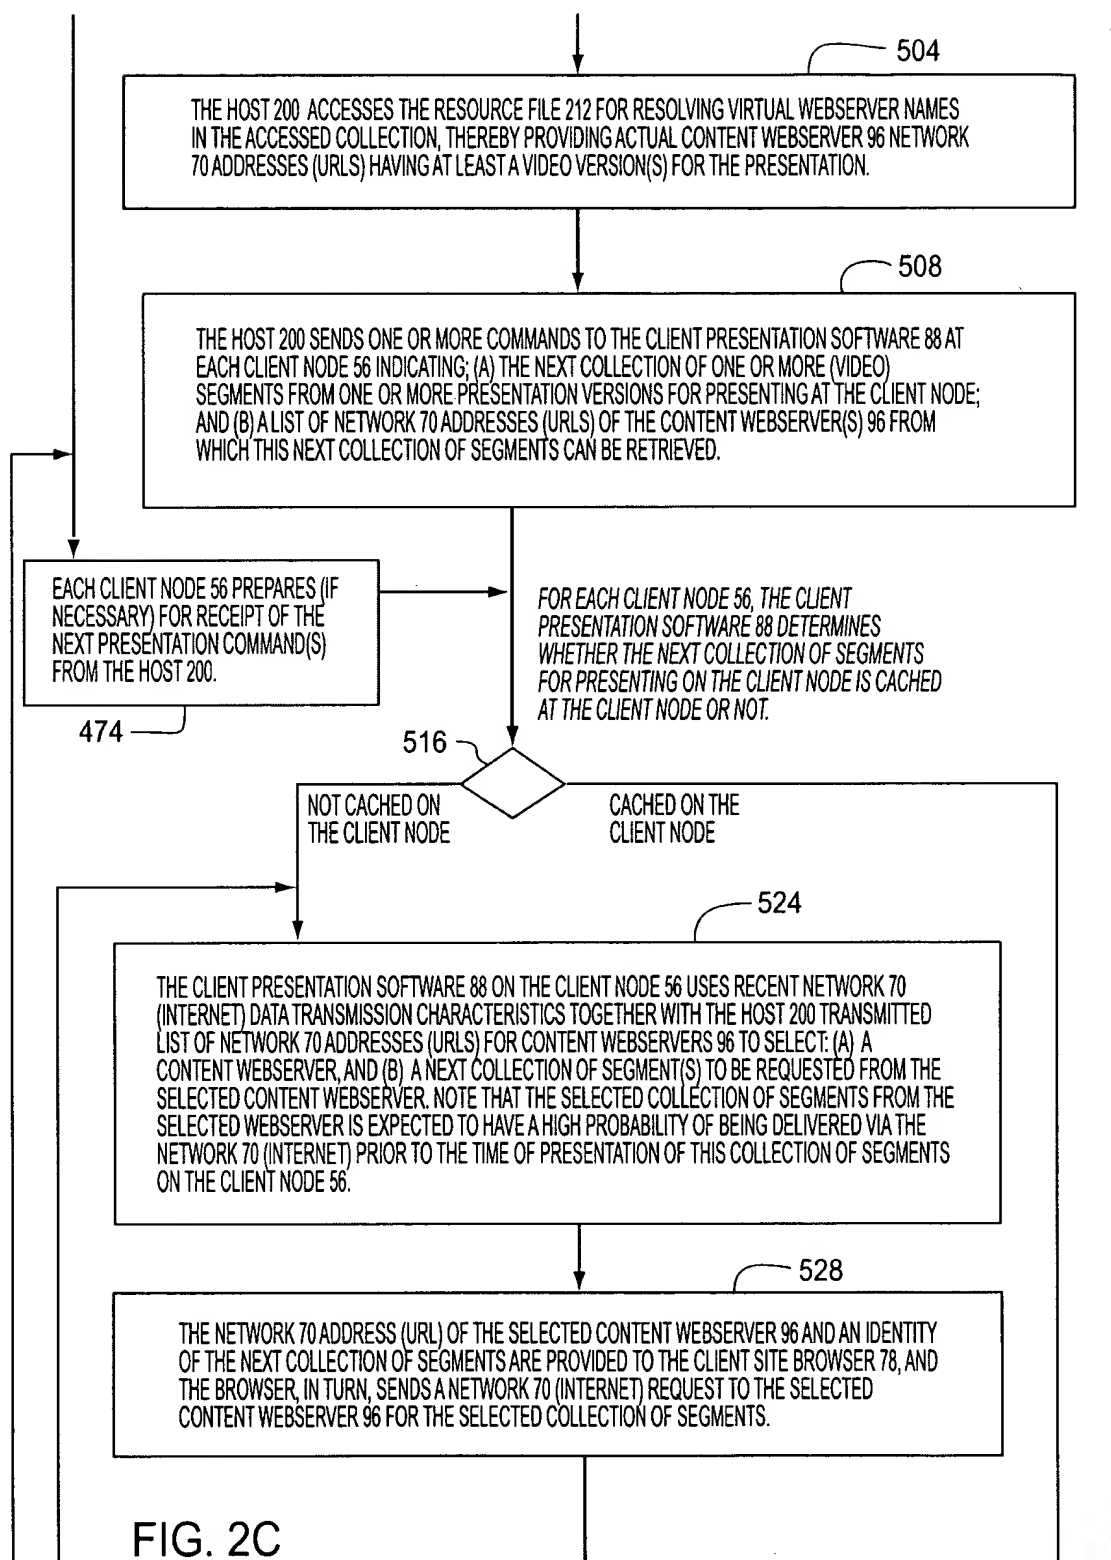 504
THE HOST 200 ACCESSES THE RESOURCE FILE 212 FOR RESOLVING VIRTUAL WEBSERVER NAMES
IN THE ACCESSED COLLECTION, THEREBY PROVIDING ACTUAL CONTENT WEBSERVER 96 NETWORK
70 ADDRESSES (URLS) HAVING AT LEAST A VIDEO VERSION(S) FOR THE PRESENTATION.
508
THE HOST 200 SENDS ONE OR MORE COMMANDS TO THE CLIENT PRESENTATION SOFTWARE 88 AT
EACH CLIENT NODE 56 INDICATING; (A) THE NEXT COLLECTION OF ONE OR MORE (VIDEO)
SEGMENTS FROM ONE OR MORE PRESENTATION VERSIONS FOR PRESENTING AT THE CLIENT NODE;
AND (B) A LIST OF NETWORK 70 ADDRESSES (URLS) OF THE CONTENT WEBSERVER(S) 96 FROM
WHICH THIS NEXT COLLECTION OF SEGMENTS CAN BE RETRIEVED.
EACH CLIENT NODE 56 PREPARES (IF
NECESSARY) FOR RECEIPT OF THE
NEXT PRESENTATION COMMAND(S)
FROM THE HOST 200.
474
FOR EACH CLIENT NODE 56, THE CLIENT
PRESENTATION SOFTWARE 88 DETERMINES
WHETHER THE NEXT COLLECTION OF SEGMENTS
FOR PRESENTING ON THE CLIENT NODE IS CACHED
AT THE CLIENT NODE OR NOT.
516
NOT CACHED ON
THE CLIENT NODE
CACHED ON THE
CLIENT NODE
524
THE CLIENT PRESENTATION SOFTWARE 88 ON THE CLIENT NODE 56 USES RECENT NETWORK 70
(INTERNET) DATA TRANSMISSION CHARACTERISTICS TOGETHER WITH THE HOST 200 TRANSMITTED
LIST OF NETWORK 70 ADDRESSES (URLS) FOR CONTENT WEBSERVERS 96 TO SELECT: (A) A
CONTENT WEBSERVER, AND (B) A NEXT COLLECTION OF SEGMENT(S) TO BE REQUESTED FROM THE
SELECTED CONTENT WEBSERVER. NOTE THAT THE SELECTED COLLECTION OF SEGMENTS FROM THE
SELECTED WEBSERVER IS EXPECTED TO HAVE A HIGH PROBABILITY OF BEING DELIVERED VIA THE
NETWORK 70 (INTERNET) PRIOR TO THE TIME OF PRESENTATION OF THIS COLLECTION OF SEGMENTS
ON THE CLIENT NODE 56.
528
THE NETWORK 70 ADDRESS (URL) OF THE SELECTED CONTENT WEBSERVER 96 AND AN IDENTITY
OF THE NEXT COLLECTION OF SEGMENTS ARE PROVIDED TO THE CLIENT SITE BROWSER 78, AND
THE BROWSER, IN TURN, SENDS A NETWORK 70 (INTERNET) REQUEST TO THE SELECTED
CONTENT WEBSERVER 96 FOR THE SELECTED COLLECTION OF SEGMENTS.
FIG. 2C